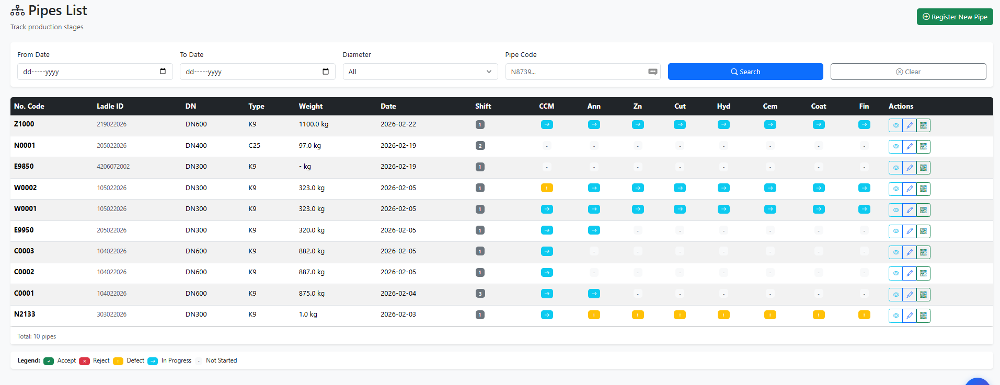 Pipes List
Track production stages
Register New Pipe
From Date To Date Diameter Pipe Code
dd-----yyyy dd-----yyyy All N8739... Search Clear
No. Code Ladle ID DN Type Weight Date Shift CCM Ann Zn Cut Hyd Cem Coat Fin Actions
Z1000 219022026 DN600 K9 1100.0 kg 2026-02-22 1
N0001 205022026 DN400 C25 97.0 kg 2026-02-19 2 - - - - - - - -
E9850 4206072002 DN300 K9 - kg 2026-02-19 1 - - - - - - - -
W0002 105022026 DN300 K9 323.0 kg 2026-02-05 1 !
W0001 105022026 DN300 K9 323.0 kg 2026-02-05 1
E9950 205022026 DN300 K9 320.0 kg 2026-02-05 1 - - - - - -
C0003 104022026 DN600 K9 882.0 kg 2026-02-05 1 - - - - - - -
C0002 104022026 DN600 K9 887.0 kg 2026-02-05 1 - - - - - - -
C0001 104022026 DN600 K9 875.0 kg 2026-02-04 3 - - - - - -
N2133 303022026 DN300 K9 1.0 kg 2026-02-03 1 ! ! ! ! ! ! !
Total: 10 pipes
Legend: Accept Reject ! Defect In Progress - Not Started